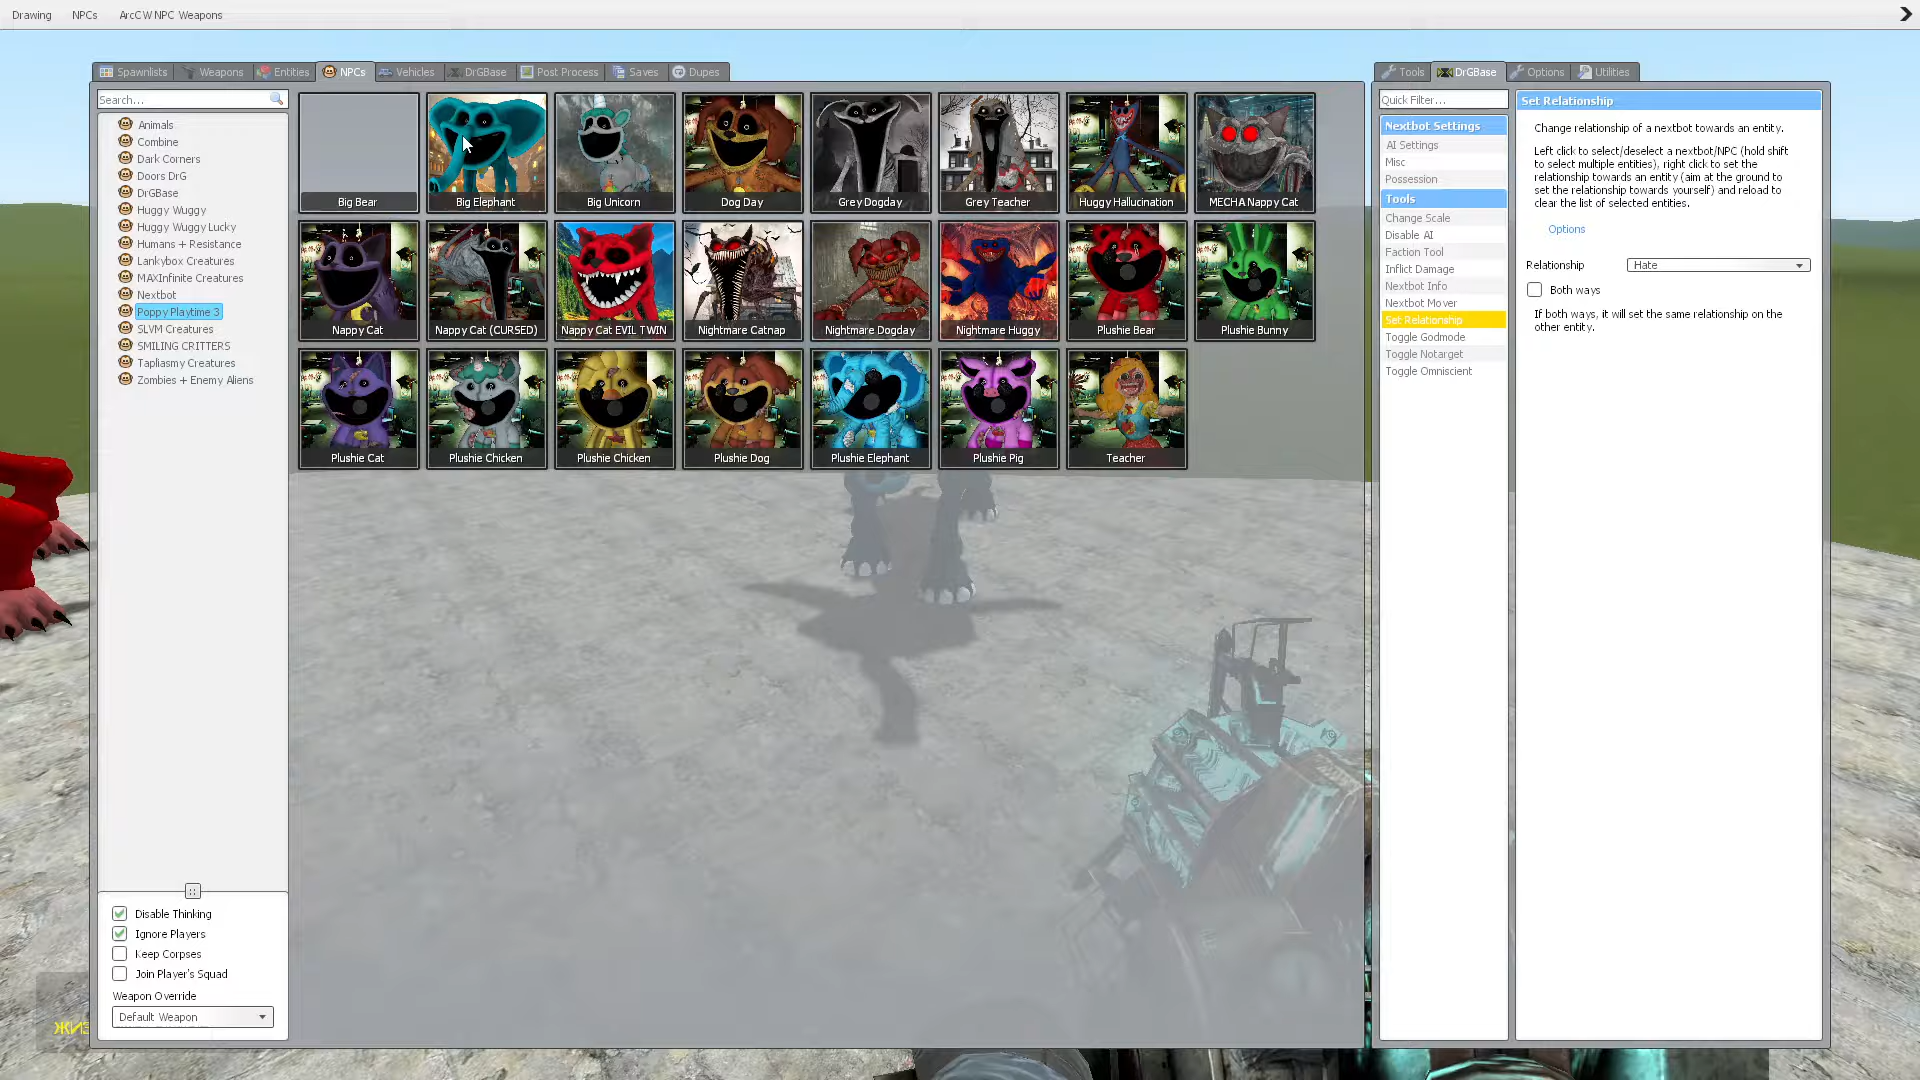 Drawing NPCs ArcCW NPC Weapons
Spawnlists Weapons Entities NPCs Vehicles DrGBase Post Process Saves Dupes
Search...
Animals
Combine
Dark Corners
Doors DrG
DrGBase
Huggy Wuggy
Huggy Wuggy Lucky
Humans + Resistance
Lankybox Creatures
MAXInfinite Creatures
Nextbot
Poppy Playtime 3
SLVM Creatures
SMILING CRITTERS
Tapliasmy Creatures
Zombies + Enemy Aliens
Disable Thinking
Ignore Players
Keep Corpses
Join Player's Squad
Weapon Override
Default Weapon
Big Bear Big Elephant Big Unicorn Dog Day Grey Dogday Grey Teacher Huggy Hallucination MECHA Nappy Cat
Nappy Cat Nappy Cat (CURSED) Nappy Cat EVIL TWIN Nightmare Catnap Nightmare Dogday Nightmare Huggy Plushie Bear Plushie Bunny
Plushie Cat Plushie Chicken Plushie Chicken Plushie Dog Plushie Elephant Plushie Pig Teacher
Tools DrGBase Options Utilities
Quick Filter...
Nextbot Settings
AI Settings
Misc
Possession
Tools
Change Scale
Disable AI
Faction Tool
Inflict Damage
Nextbot Info
Nextbot Mover
Set Relationship
Toggle Godmode
Toggle Notarget
Toggle Omniscient
Set Relationship
Change relationship of a nextbot towards an entity.
Left click to select/deselect a nextbot/NPC (hold shift
to select multiple entities), right click to set the
relationship towards an entity (aim at the ground to
set the relationship towards yourself) and reload to
clear the list of selected entities.
Options
Relationship Hate
Both ways
If both ways, it will set the same relationship on the
other entity.